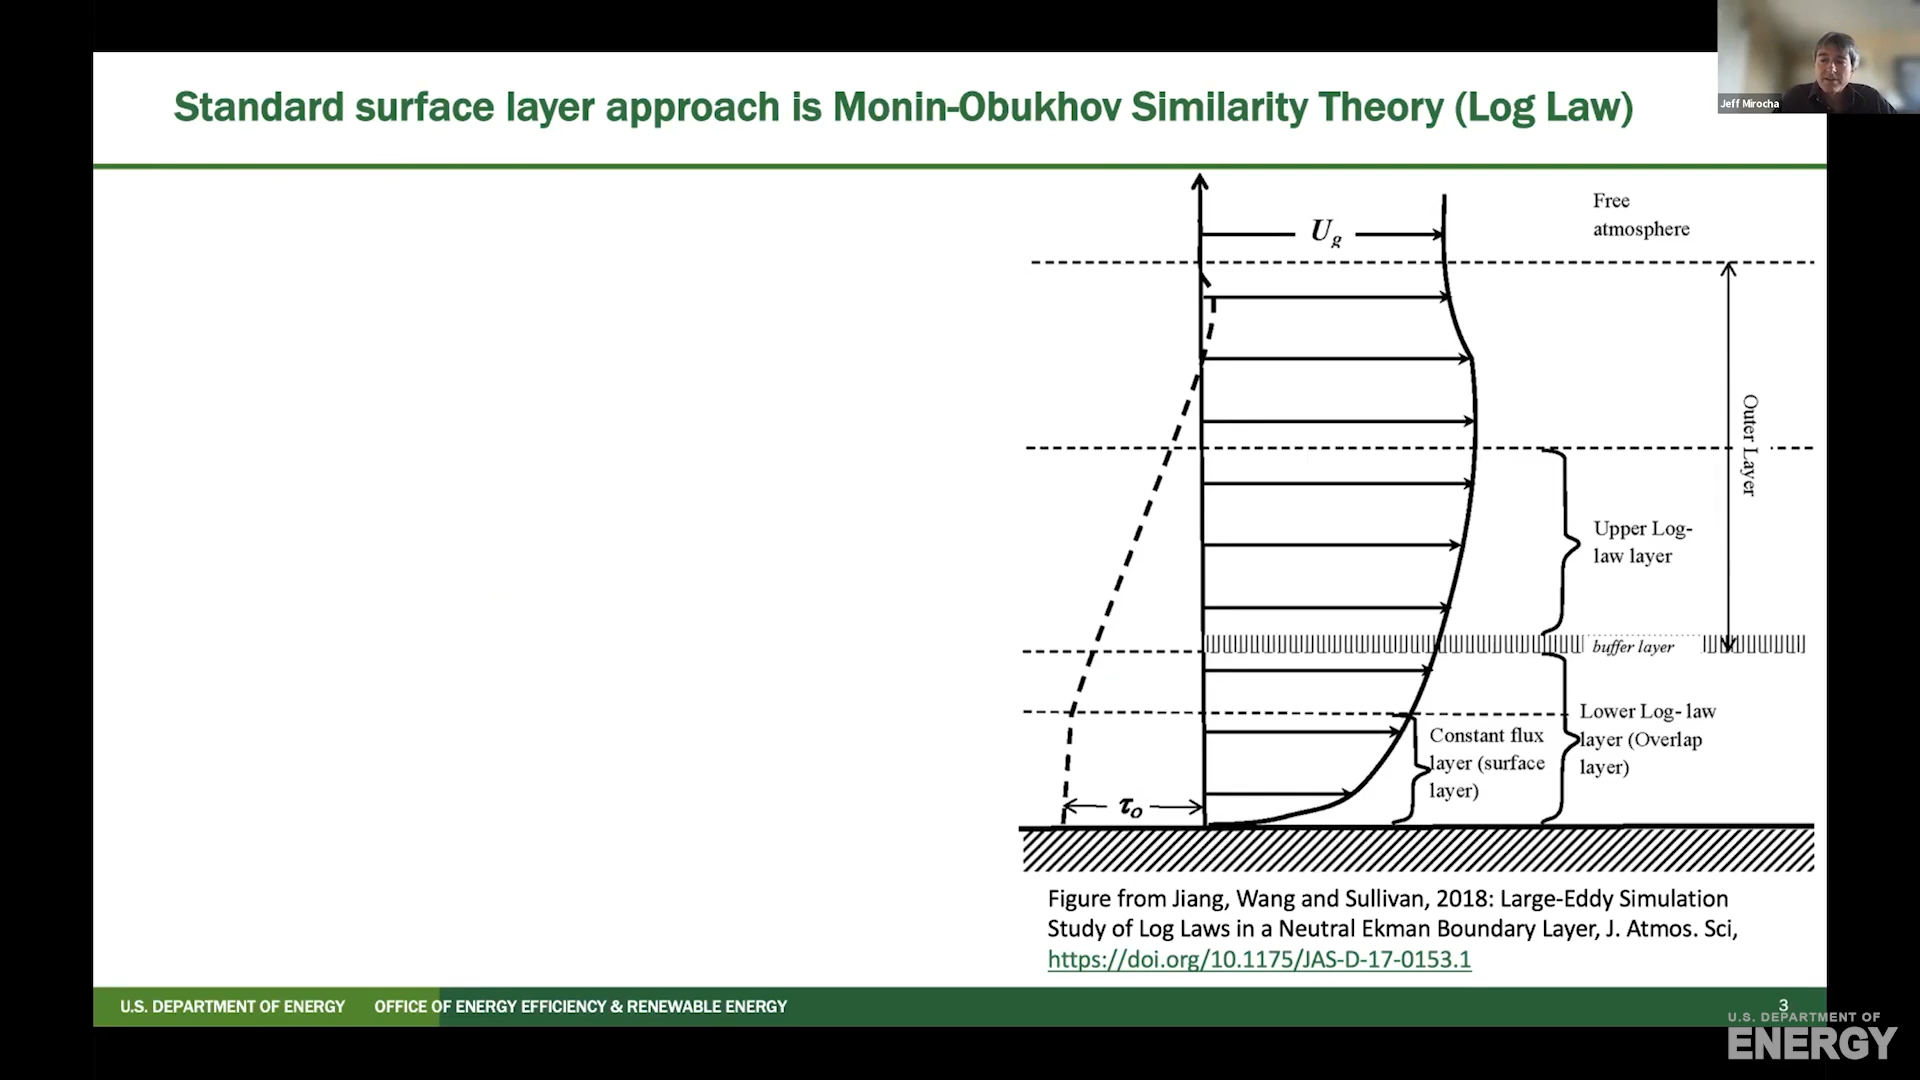 Jeff Mirocha
Standard surface layer approach is Monin-Obukhov Similarity Theory (Log Law)
Free
atmosphere
Ug
Outer Layer
Upper Log-
law layer
buffer layer
Lower Log- law
layer (Overlap
layer)
Constant flux
layer (surface
layer)
τo
Figure from Jiang, Wang and Sullivan, 2018: Large-Eddy Simulation
Study of Log Laws in a Neutral Ekman Boundary Layer, J. Atmos. Sci,
https://doi.org/10.1175/JAS-D-17-0153.1
U.S. DEPARTMENT OF ENERGY OFFICE OF ENERGY EFFICIENCY & RENEWABLE ENERGY
3
U.S. DEPARTMENT OF
ENERGY